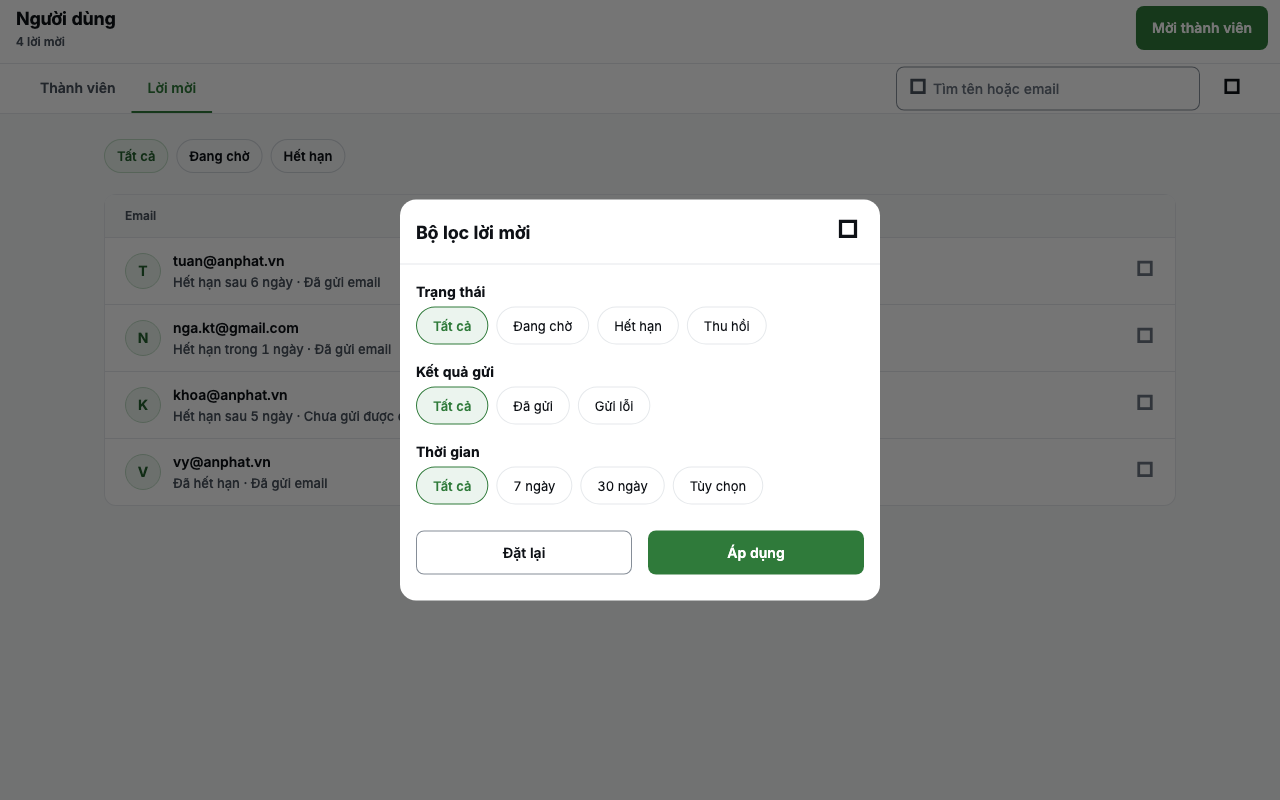 Người dùng
4 lời mời
Mời thành viên
Thành viên
Lời mời
Tìm tên hoặc email
Tất cả
Đang chờ
Hết hạn
Email
T
tuan@anphat.vn
Hết hạn sau 6 ngày · Đã gửi email
N
nga.kt@gmail.com
Hết hạn trong 1 ngày · Đã gửi email
K
khoa@anphat.vn
Hết hạn sau 5 ngày · Chưa gửi được
V
vy@anphat.vn
Đã hết hạn · Đã gửi email
Bộ lọc lời mời
Trạng thái
Tất cả
Đang chờ
Hết hạn
Thu hồi
Kết quả gửi
Tất cả
Đã gửi
Gửi lỗi
Thời gian
Tất cả
7 ngày
30 ngày
Tùy chọn
Đặt lại
Áp dụng